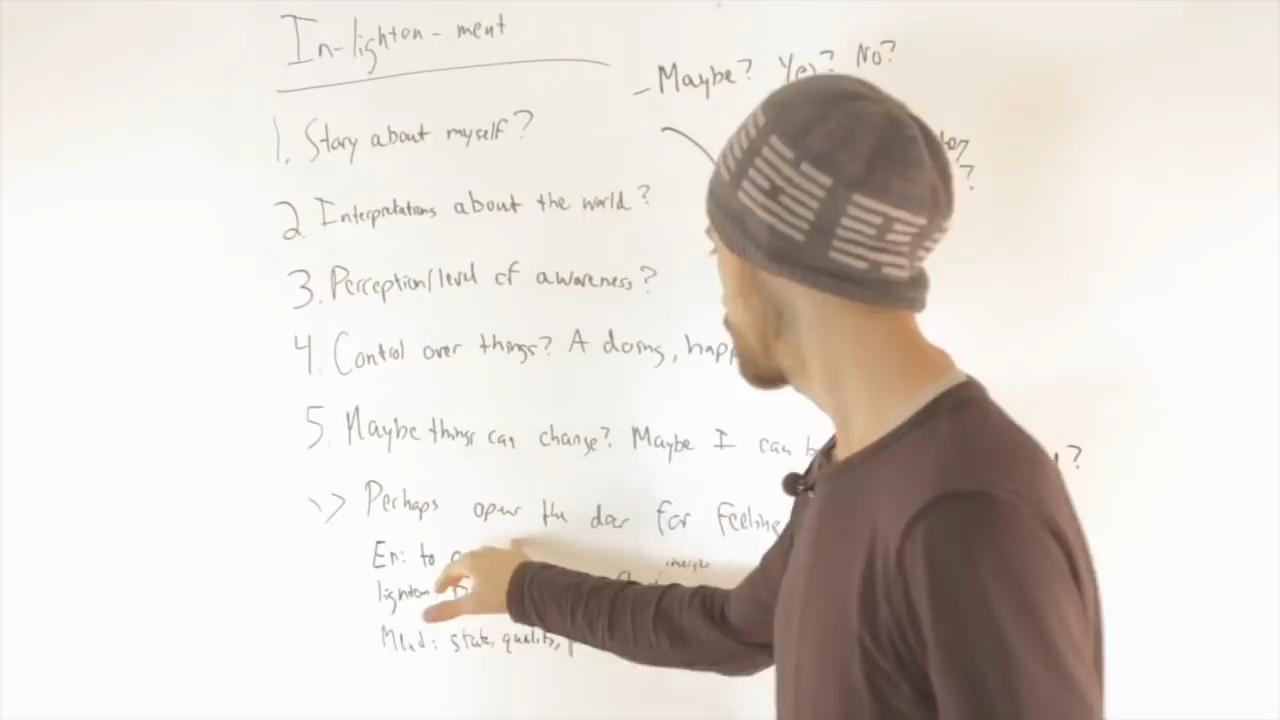 In-lighten-ment
Maybe? Yes? No?
1. Story about myself?
?
2 Interpretations about the world?
3. Perception/level of awareness?
4. Control over things? A doing,
5. Maybe things can change? Maybe I can
?
Perhaps open the door for feeling
En: to
lighten:
insight
Ment: state, quality,